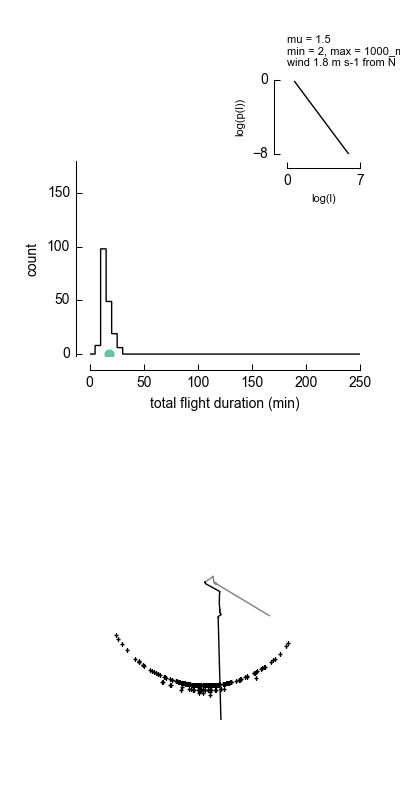 mu = 1.5
min = 2, max = 1000_m
wind 1.8 m s-1 from N
0
−8
log(p(l))
0 7
log(l)
150
100
50
0
count
0 50 100 150 200 250
total flight duration (min)